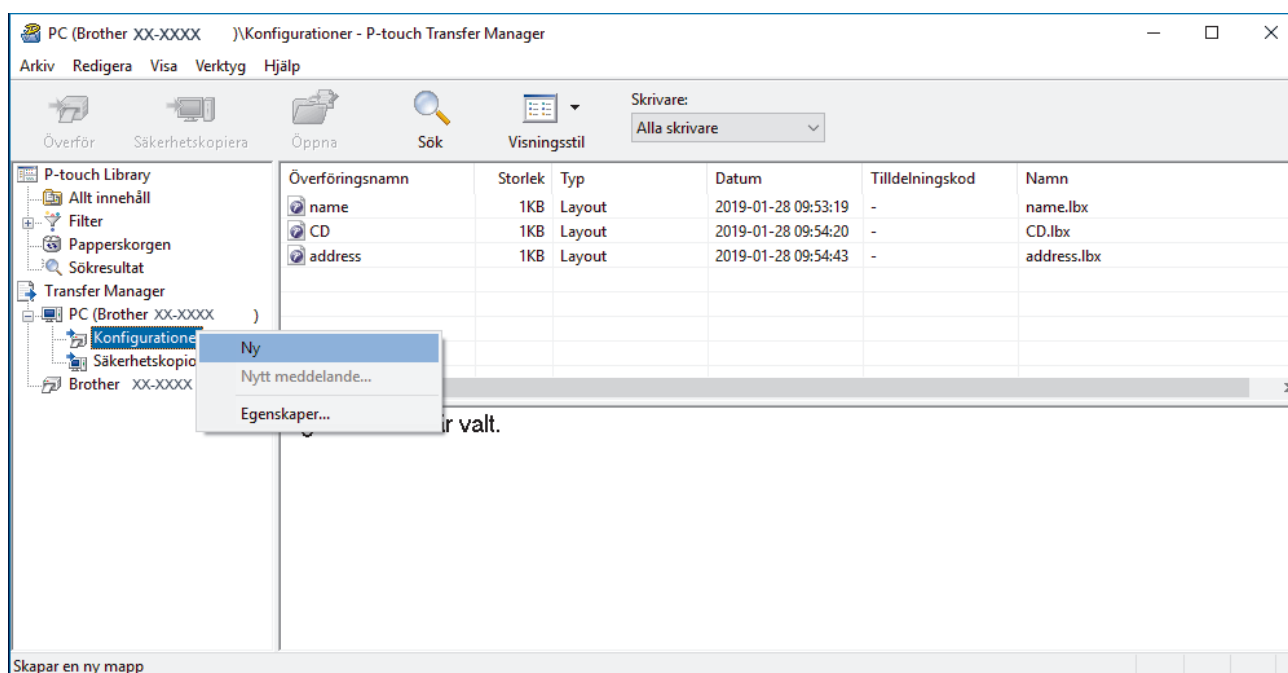 PC (Brother XX-XXXX )\Konfigurationer - P-touch Transfer Manager
Arkiv Redigera Visa Verktyg Hjälp
Överför Säkerhetskopiera Öppna Sök Visningsstil
Skrivare:
Alla skrivare
P-touch Library
Allt innehåll
Filter
Papperskorgen
Sökresultat
Transfer Manager
PC (Brother XX-XXXX )
Konfiguratione
Säkerhetskopio
Brother XX-XXXX
Ny
Nytt meddelande...
Egenskaper...
Överföringsnamn Storlek Typ Datum Tilldelningskod Namn
name 1KB Layout 2019-01-28 09:53:19 - name.lbx
CD 1KB Layout 2019-01-28 09:54:20 - CD.lbx
address 1KB Layout 2019-01-28 09:54:43 - address.lbx
är valt.
Skapar en ny mapp